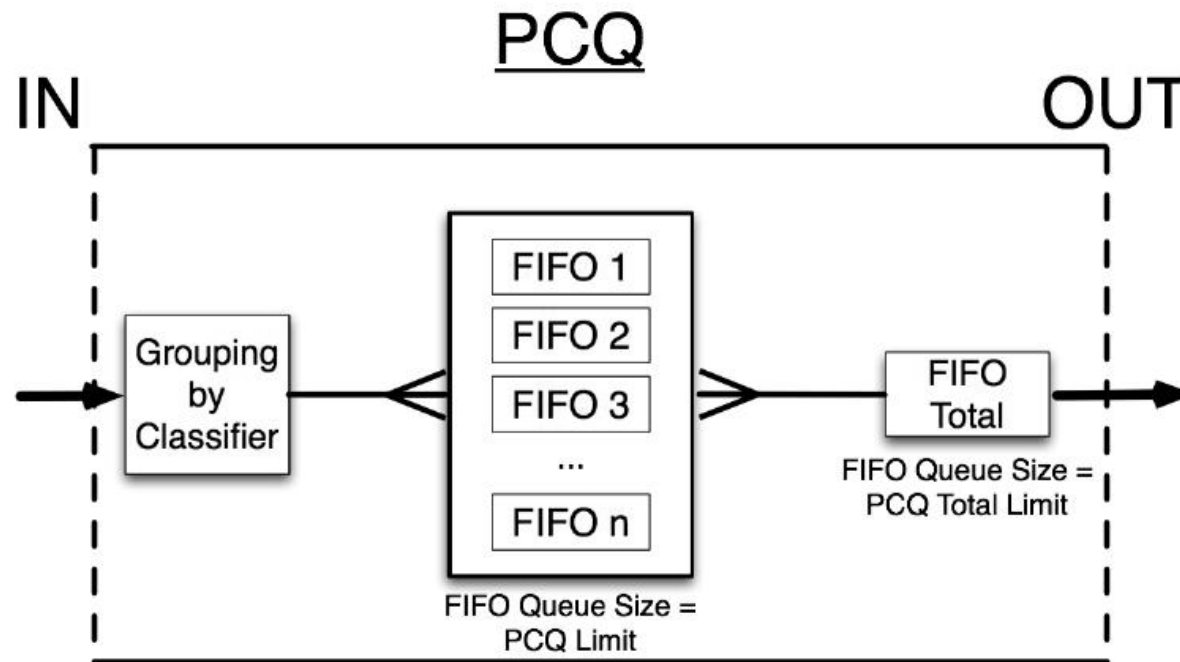 PCQ
IN
OUT
Grouping
by
Classifier
FIFO 1
FIFO 2
FIFO 3
...
FIFO n
FIFO Queue Size =
PCQ Limit
FIFO
Total
FIFO Queue Size =
PCQ Total Limit